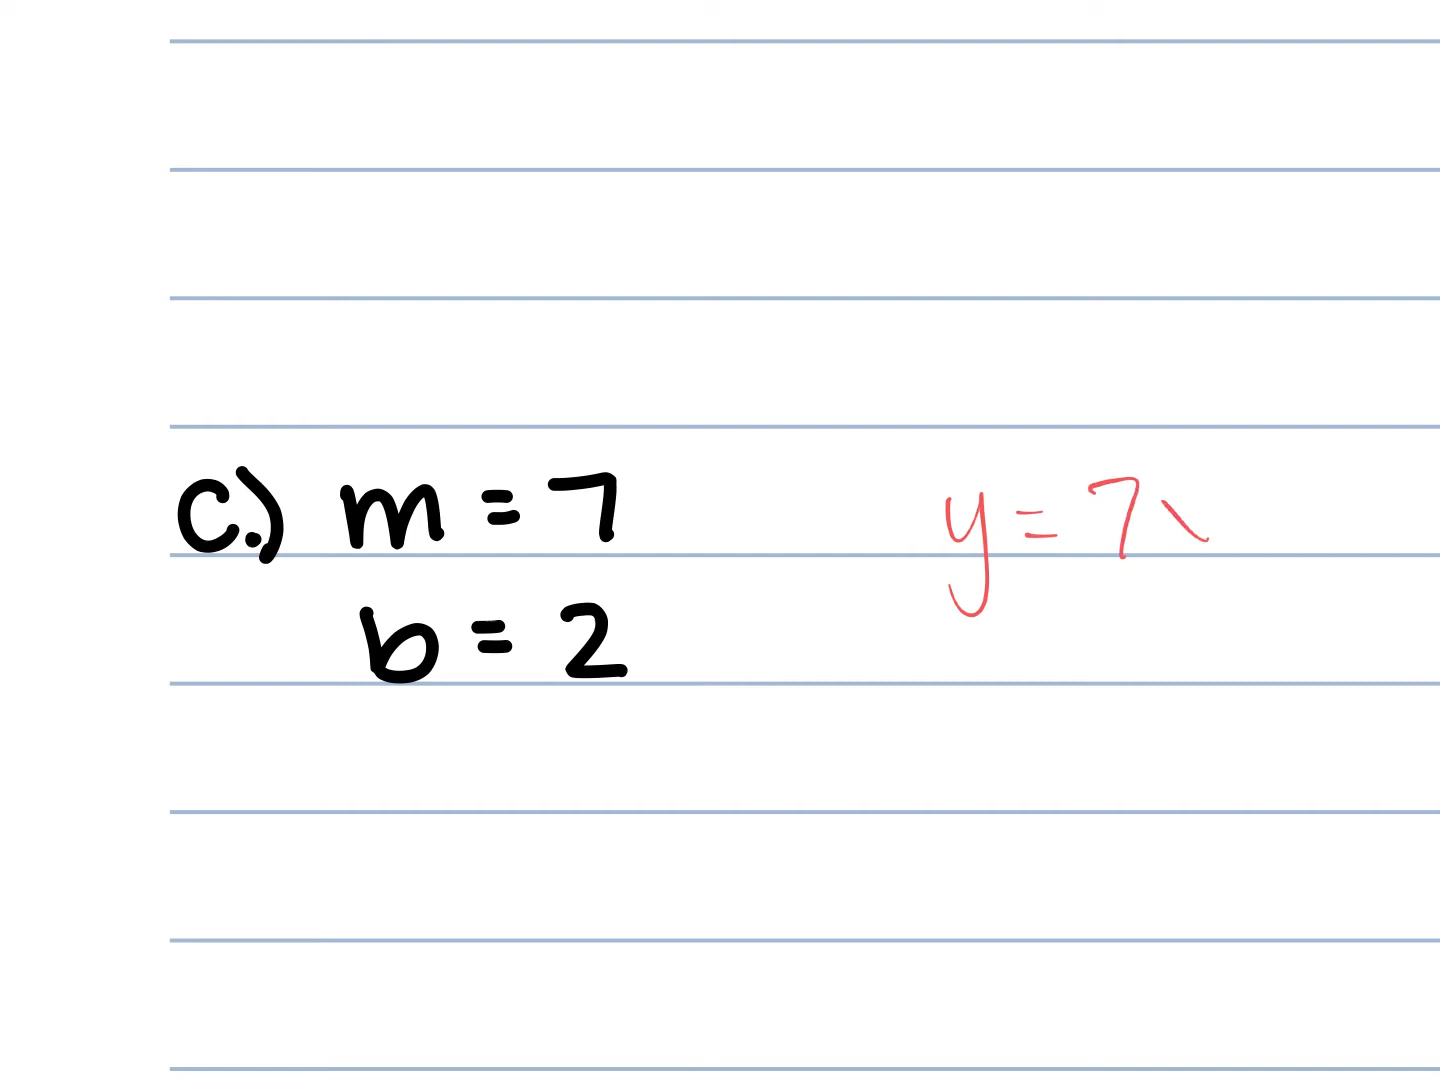 c.) m = 7 y = 7
b = 2